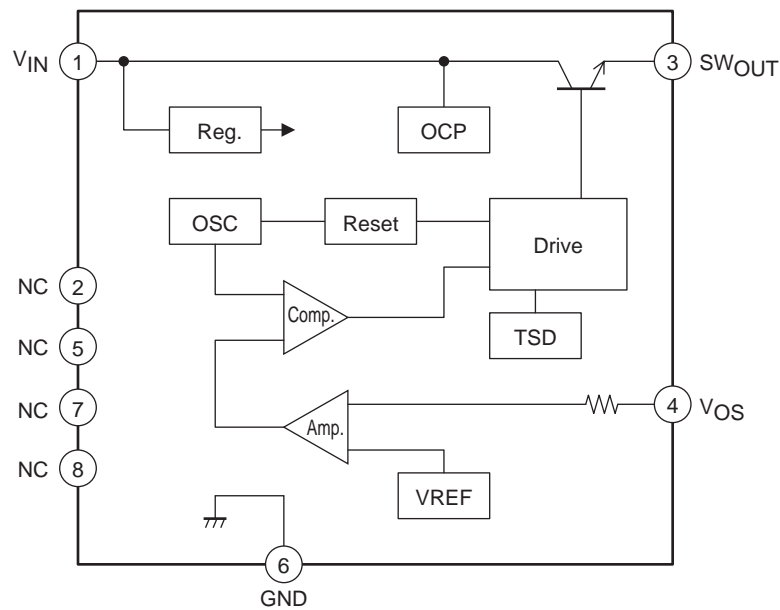 VIN
1
3
SWOUT
Reg.
OCP
OSC
Reset
Drive
NC
2
Comp.
TSD
NC
5
NC
7
4
VOS
Amp.
NC
8
VREF
6
GND